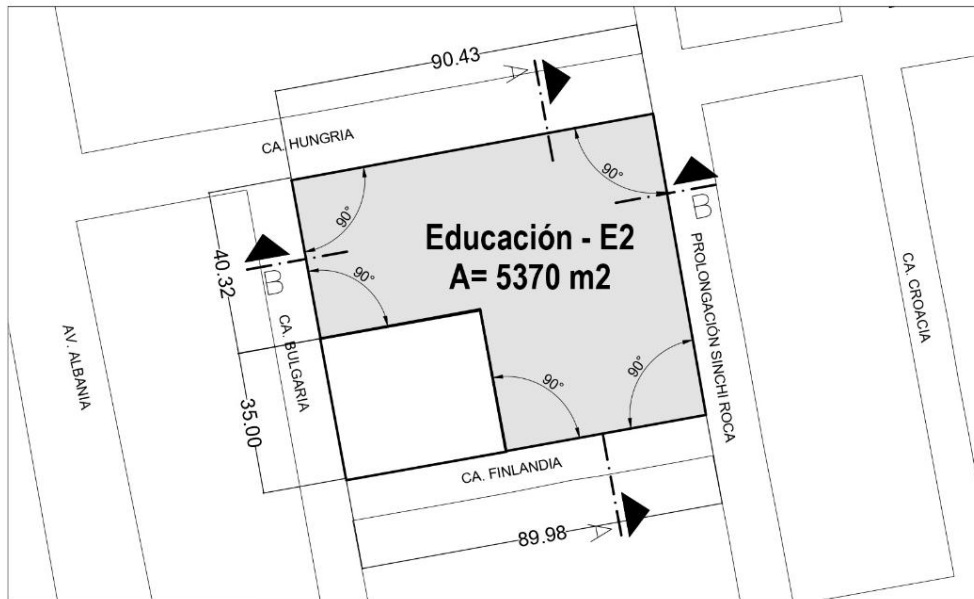 90.43
A
CA. HUNGRIA
90°
90°
B
Educación - E2
A= 5370 m2
40.32
B
90°
CA. BULGARIA
PROLONGACIÓN SINCHI ROCA
CA. CROACIA
AV. ALBANIA
35.00
90°
90°
CA. FINLANDIA
89.98
A